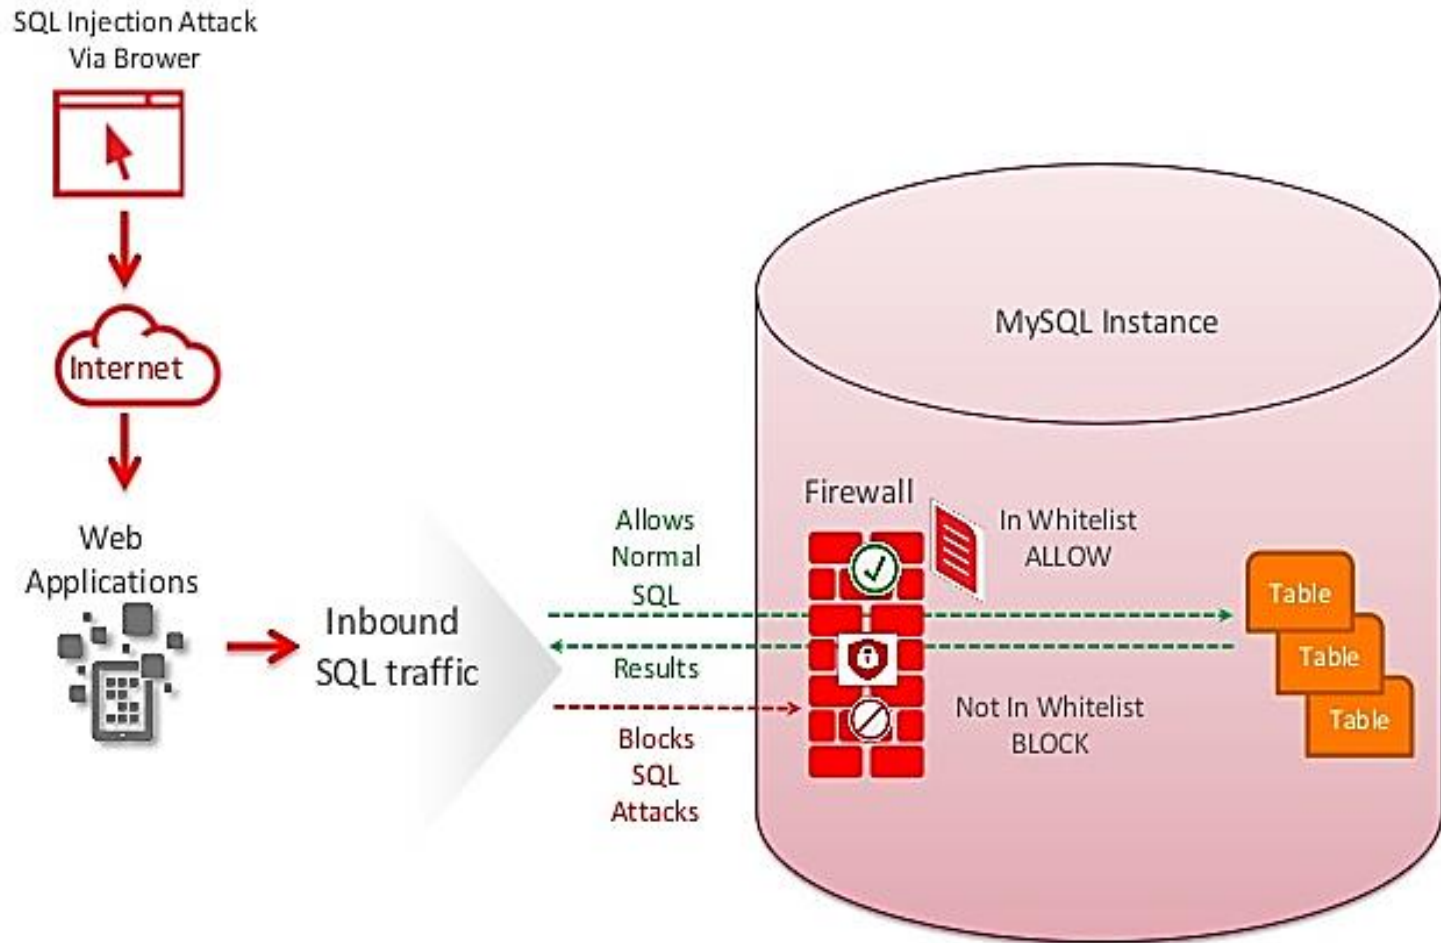 SQL Injection Attack
Via Brower
Internet
Web
Applications
Inbound
SQL traffic
Allows
Normal
SQL
Results
Blocks
SQL
Attacks
MySQL Instance
Firewall
In Whitelist
ALLOW
Not In Whitelist
BLOCK
Table
Table
Table